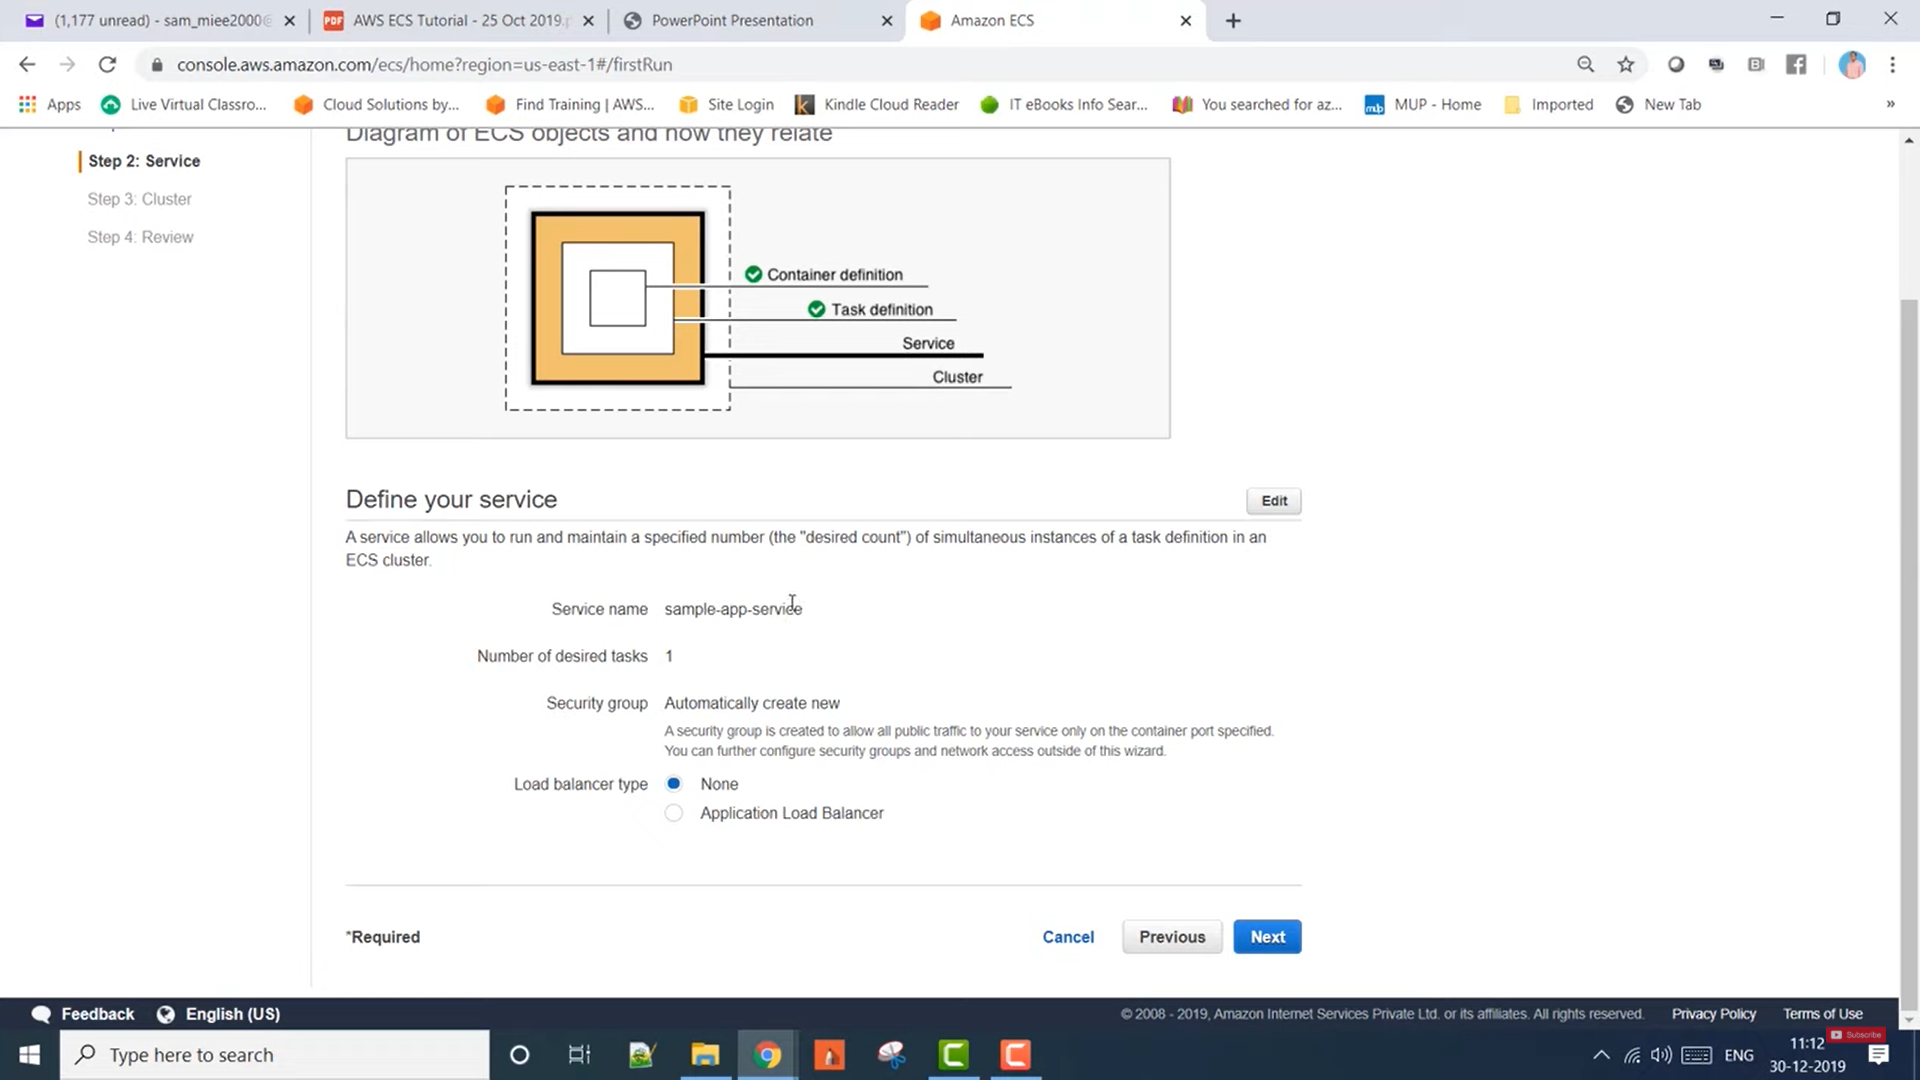 (1,177 unread) - sam_miee2000@
PDF
AWS ECS Tutorial - 25 Oct 2019.p
PowerPoint Presentation
Amazon ECS
console.aws.amazon.com/ecs/home?region=us-east-1#/firstRun
Apps
Live Virtual Classro...
Cloud Solutions by...
Find Training | AWS...
Site Login
Kindle Cloud Reader
IT eBooks Info Sear...
You searched for az...
mb
MUP - Home
Imported
New Tab
»
Diagram of ECS objects and how they relate
Step 2: Service
Step 3: Cluster
Step 4: Review
Container definition
Task definition
Service
Cluster
Define your service
Edit
A service allows you to run and maintain a specified number (the "desired count") of simultaneous instances of a task definition in an
ECS cluster.
Service name sample-app-service
Number of desired tasks 1
Security group Automatically create new
A security group is created to allow all public traffic to your service only on the container port specified.
You can further configure security groups and network access outside of this wizard.
Load balancer type None
Application Load Balancer
*Required
Cancel
Previous
Next
Feedback
English (US)
© 2008 - 2019, Amazon Internet Services Private Ltd. or its affiliates. All rights reserved.
Privacy Policy
Terms of Use
Subscribe
Type here to search
ENG
11:12
30-12-2019